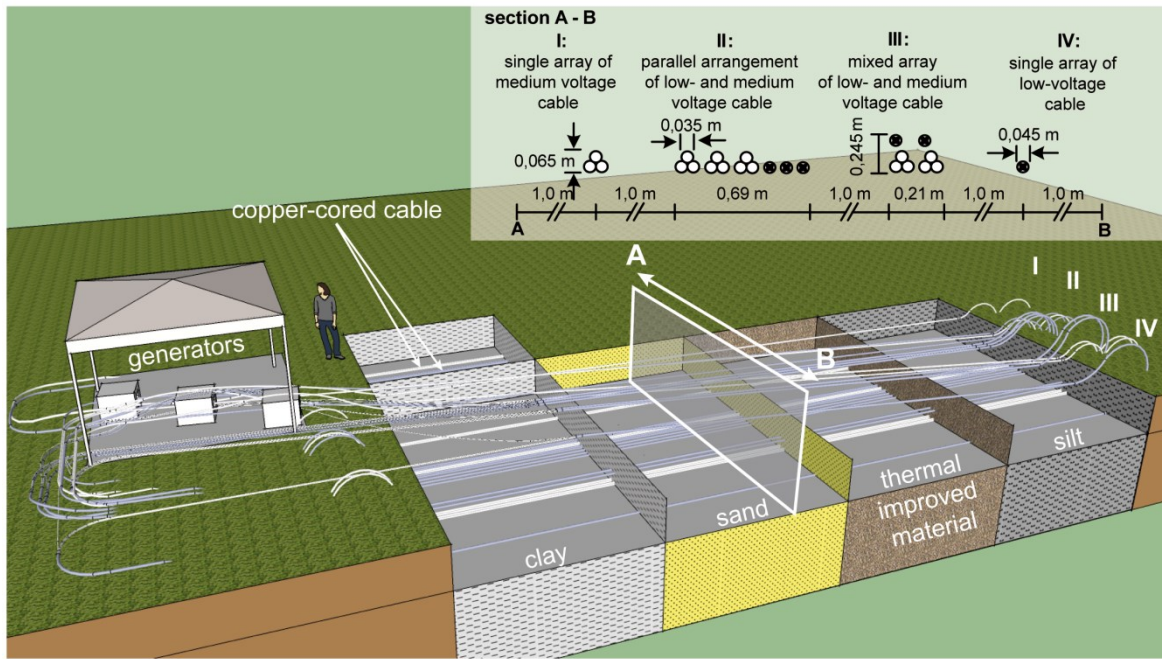 section A - B
I:
single array of
medium voltage
cable
II:
parallel arrangement
of low- and medium
voltage cable
III:
mixed array
of low- and medium
voltage cable
IV:
single array of
low-voltage
cable
0,065 m
0,035 m
0,245 m
0,045 m
1,0 m
1,0 m
0,69 m
1,0 m
0,21 m
1,0 m
1,0 m
A
B
copper-cored cable
A
B
I
II
III
IV
generators
clay
sand
thermal
improved
material
silt